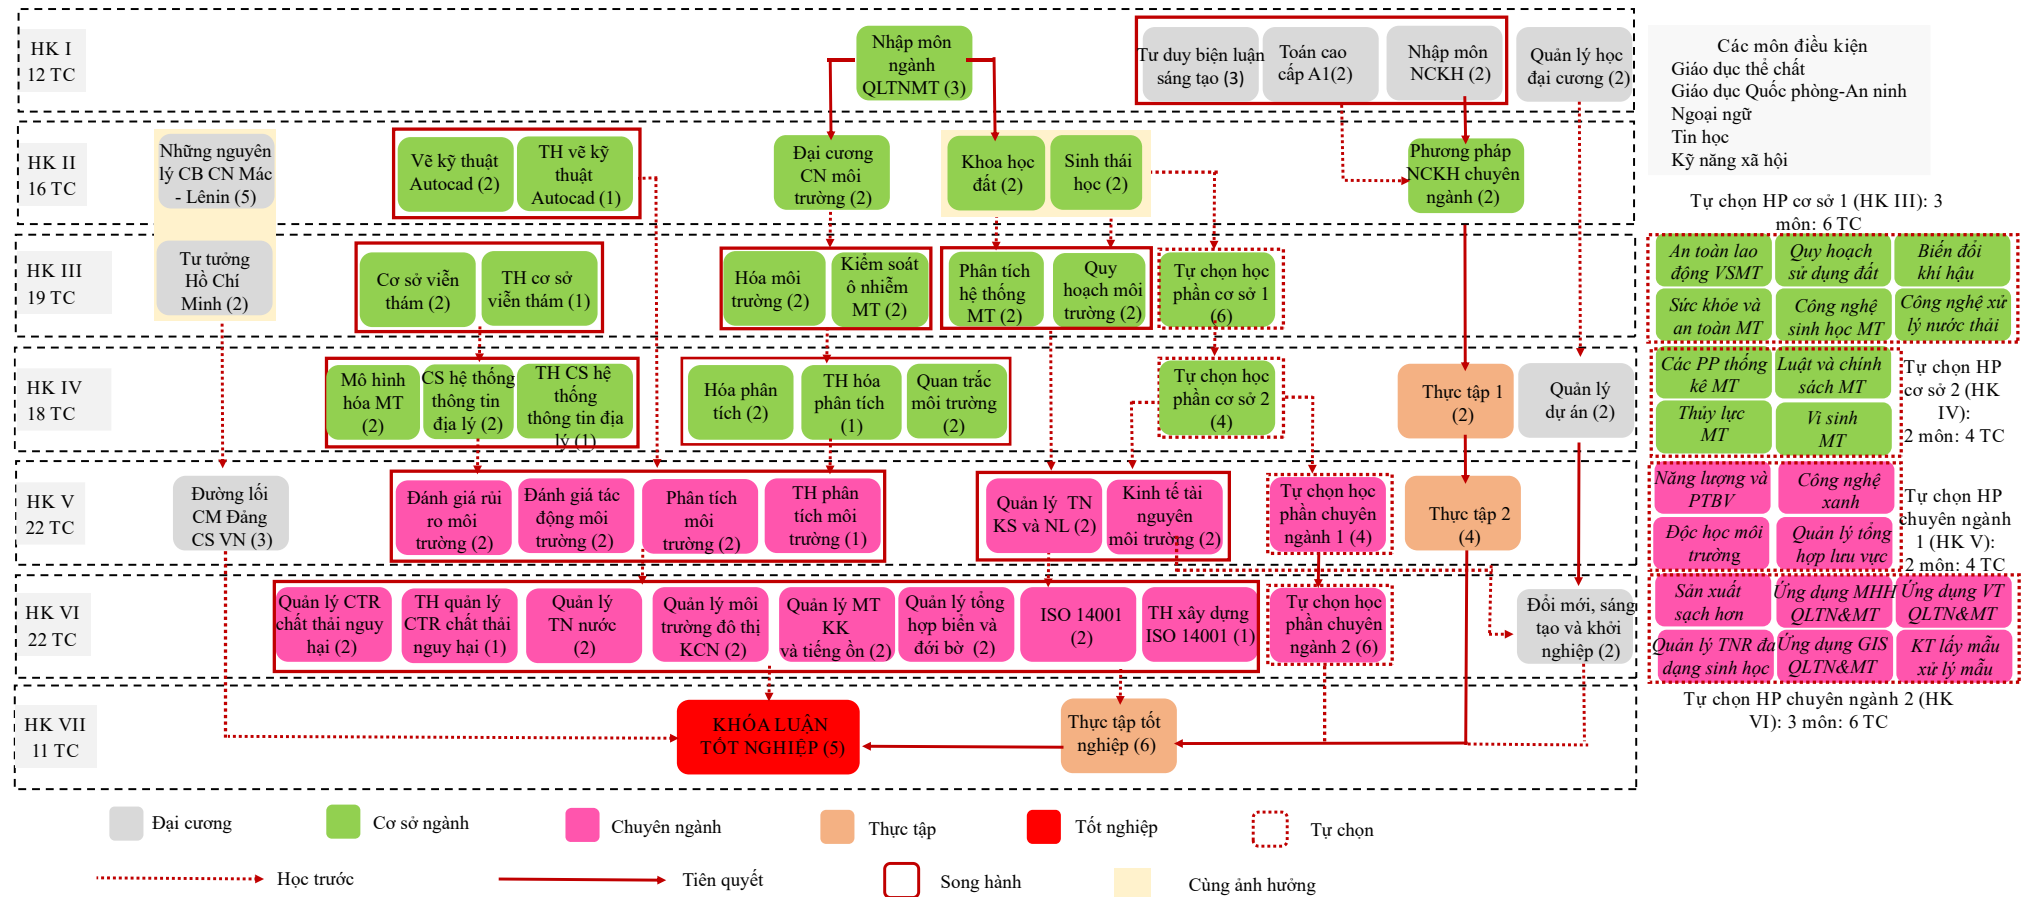 HK I
12 TC
Nhập môn
ngành
QLTNMT (3)
Tư duy biện luận
sáng tạo (3)
Toán cao
cấp A1(2)
Nhập môn
NCKH (2)
Quản lý học
đại cương (2)
Các môn điều kiện
Giáo dục thể chất
Giáo dục Quốc phòng-An ninh
Ngoại ngữ
Tin học
Kỹ năng xã hội
HK II
16 TC
Những nguyên
lý CB CN Mác
- Lênin (5)
Vẽ kỹ thuật
Autocad (2)
TH vẽ kỹ
thuật
Autocad (1)
Đại cương
CN môi
trường (2)
Khoa học
đất (2)
Sinh thái
học (2)
Phương pháp
NCKH chuyên
ngành (2)
Tự chọn HP cơ sở 1 (HK III): 3
môn: 6 TC
HK III
19 TC
Tư tưởng
Hồ Chí
Minh (2)
Cơ sở viễn
thám (2)
TH cơ sở
viễn thám (1)
Hóa môi
trường (2)
Kiểm soát
ô nhiễm
MT (2)
Phân tích
hệ thống
MT (2)
Quy
hoạch môi
trường (2)
Tự chọn học
phần cơ sở 1
(6)
An toàn lao
động VSMT
Quy hoạch
sử dụng đất
Biến đổi
khí hậu
Sức khỏe và
an toàn MT
Công nghệ
sinh học MT
Công nghệ xử
lý nước thải
HK IV
18 TC
Mô hình
hóa MT
(2)
CS hệ thống
thông tin
địa lý (2)
TH CS hệ
thống
thông tin địa
lý (1)
Hóa phân
tích (2)
TH hóa
phân tích
(1)
Quan trắc
môi trường
(2)
Tự chọn học
phần cơ sở 2
(4)
Thực tập 1
(2)
Quản lý
dự án (2)
Các PP thống
kê MT
Luật và chính
sách MT
Thủy lực
MT
Vi sinh
MT
Tự chọn HP
cơ sở 2 (HK
IV):
2 môn: 4 TC
HK V
22 TC
Đường lối
CM Đảng
CS VN (3)
Đánh giá rủi
ro môi
trường (2)
Đánh giá tác
động môi
trường (2)
Phân tích
môi
trường (2)
TH phân
tích môi
trường (1)
Quản lý TN
KS và NL (2)
Kinh tế tài
nguyên
môi trường (2)
Tự chọn học
phần chuyên
ngành 1 (4)
Thực tập 2
(4)
Năng lượng và
PTBV
Công nghệ
xanh
Độc học môi
trường
Quản lý tổng
hợp lưu vực
Tự chọn HP
chuyên ngành
1 (HK V):
2 môn: 4 TC
HK VI
22 TC
Quản lý CTR
chất thải nguy
hại (2)
TH quản lý
CTR chất thải
nguy hại (1)
Quản lý
TN nước
(2)
Quản lý môi
trường đô thị
KCN (2)
Quản lý MT
KK
và tiếng ồn (2)
Quản lý tổng
hợp biển và
đới bờ (2)
ISO 14001
(2)
TH xây dựng
ISO 14001 (1)
Tự chọn học
phần chuyên
ngành 2 (6)
Đổi mới, sáng
tạo và khởi
nghiệp (2)
Sản xuất
sạch hơn
Ứng dụng MHH
QLTN&MT
Ứng dụng VT
QLTN&MT
Quản lý TNR đa
dạng sinh học
Ứng dụng GIS
QLTN&MT
KT lấy mẫu
xử lý mẫu
Tự chọn HP chuyên ngành 2 (HK
VI): 3 môn: 6 TC
HK VII
11 TC
KHÓA LUẬN
TỐT NGHIỆP (5)
Thực tập tốt
nghiệp (6)
Đại cương
Cơ sở ngành
Chuyên ngành
Thực tập
Tốt nghiệp
Tự chọn
Học trước
Tiên quyết
Song hành
Cùng ảnh hưởng